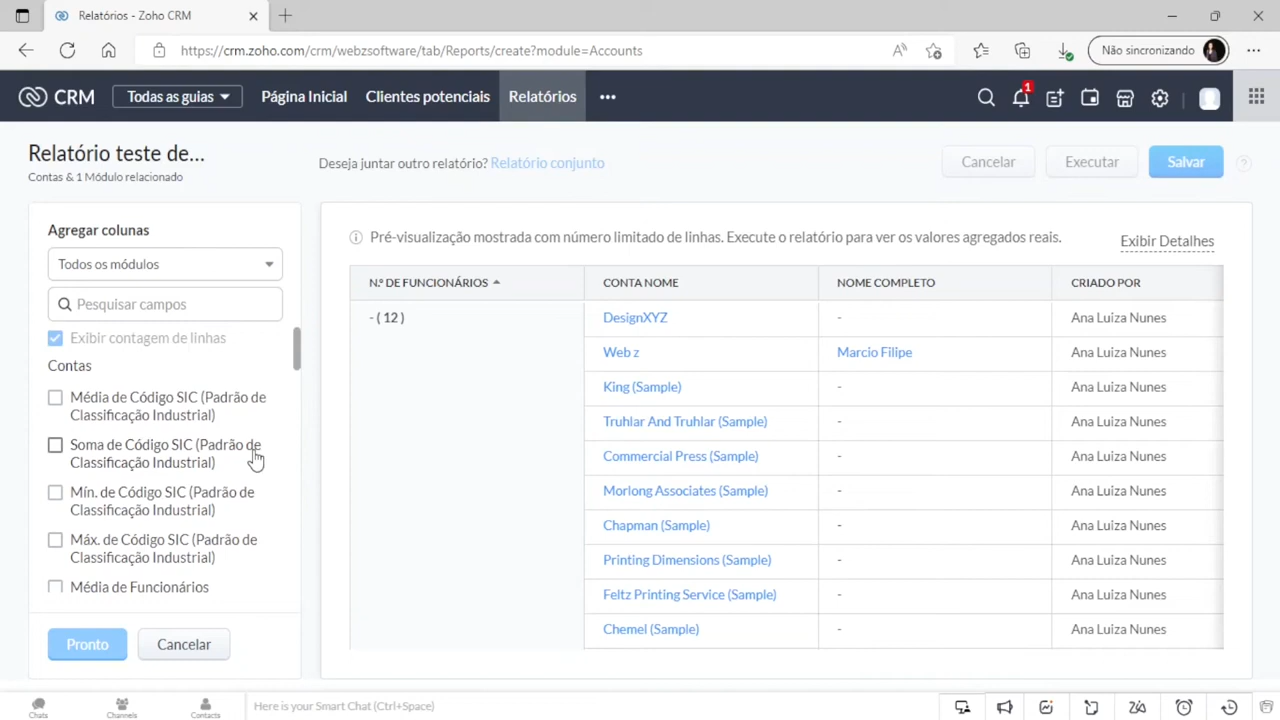 Relatórios - Zoho CRM
https://crm.zoho.com/crm/webzsoftware/tab/Reports/create?module=Accounts
Não sincronizando
CRM
Todas as guias
Página Inicial
Clientes potenciais
Relatórios
1
Relatório teste de...
Contas & 1 Módulo relacionado
Deseja juntar outro relatório? Relatório conjunto
Cancelar
Executar
Salvar
?
Agregar colunas
Todos os módulos
Pesquisar campos
Exibir contagem de linhas
Contas
Média de Código SIC (Padrão de
Classificação Industrial)
Soma de Código SIC (Padrão de
Classificação Industrial)
Mín. de Código SIC (Padrão de
Classificação Industrial)
Máx. de Código SIC (Padrão de
Classificação Industrial)
Média de Funcionários
Pronto
Cancelar
Pré-visualização mostrada com número limitado de linhas. Execute o relatório para ver os valores agregados reais.
Exibir Detalhes
N.º DE FUNCIONÁRIOS CONTA NOME NOME COMPLETO CRIADO POR
- ( 12 ) DesignXYZ - Ana Luiza Nunes
Web z Marcio Filipe Ana Luiza Nunes
King (Sample) - Ana Luiza Nunes
Truhlar And Truhlar (Sample) - Ana Luiza Nunes
Commercial Press (Sample) - Ana Luiza Nunes
Morlong Associates (Sample) - Ana Luiza Nunes
Chapman (Sample) - Ana Luiza Nunes
Printing Dimensions (Sample) - Ana Luiza Nunes
Feltz Printing Service (Sample) - Ana Luiza Nunes
Chemel (Sample) - Ana Luiza Nunes
Chats
Channels
Contacts
Here is your Smart Chat (Ctrl+Space)